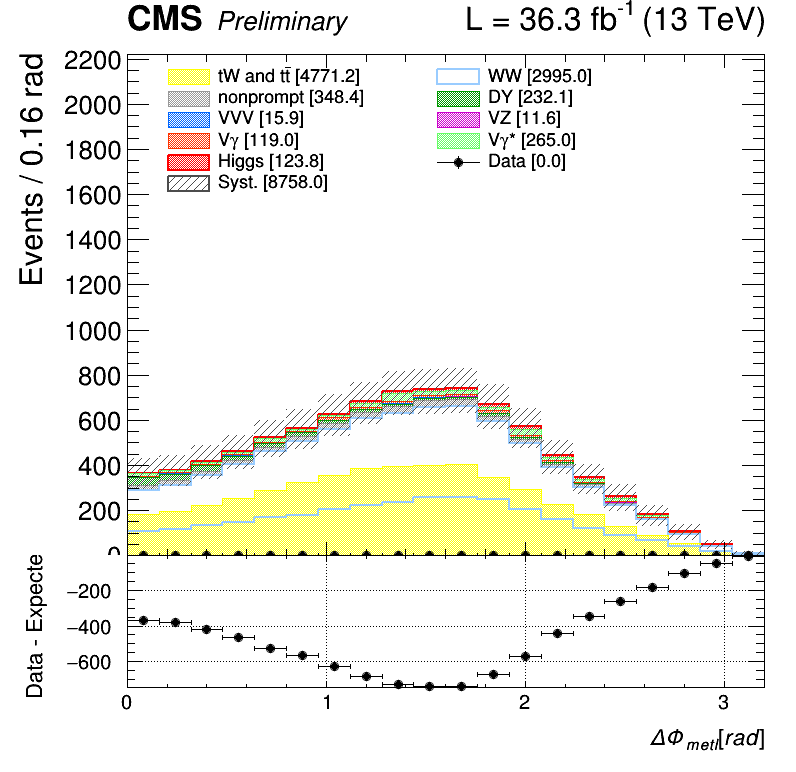 CMS Preliminary L = 36.3 fb⁻¹ (13 TeV)
Events / 0.16 rad
2200
2000
1800
1600
1400
1200
1000
800
600
400
200
0
tW and tt̄ [4771.2]
nonprompt [348.4]
VVV [15.9]
Vγ [119.0]
Higgs [123.8]
Syst. [8758.0]
WW [2995.0]
DY [232.1]
VZ [11.6]
Vγ* [265.0]
Data [0.0]
Data - Expecte
−200
−400
−600
0 1 2 3
ΔΦ metl[rad]